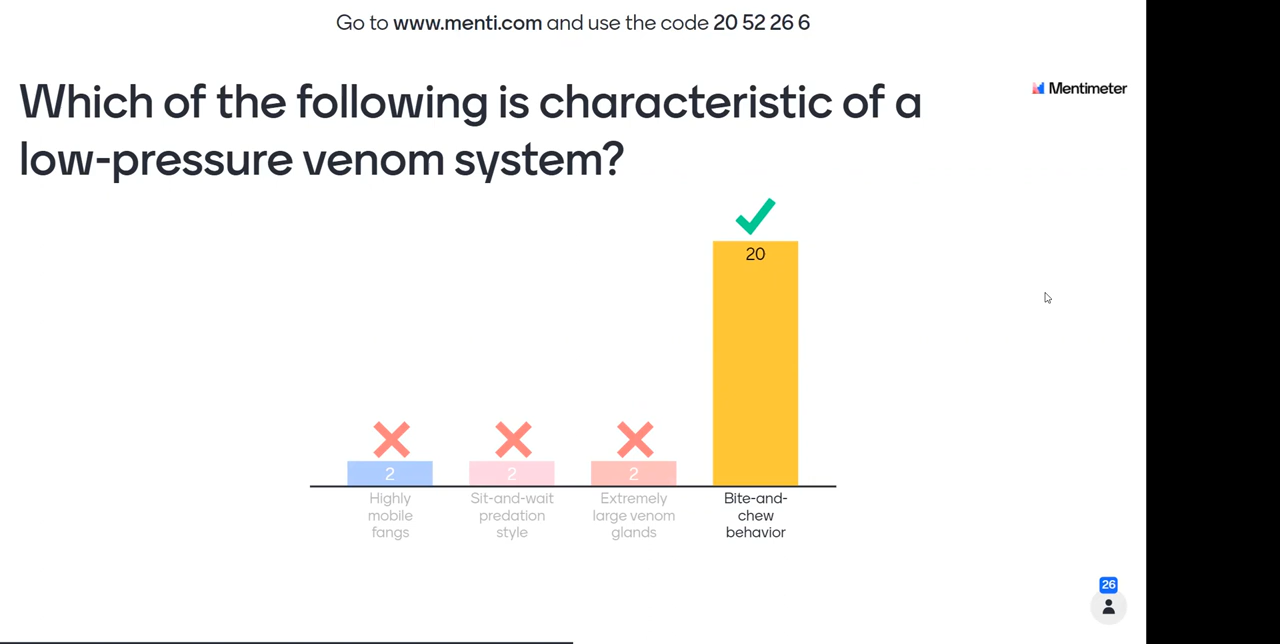 Go to www.menti.com and use the code 20 52 26 6
Which of the following is characteristic of a
low-pressure venom system?
Mentimeter
20
2
2
2
Highly
mobile
fangs
Sit-and-wait
predation
style
Extremely
large venom
glands
Bite-and-
chew
behavior
26